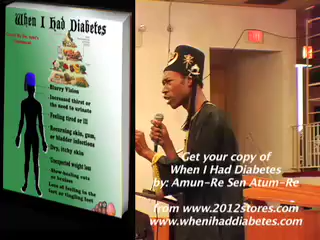 When I Had Diabetes
Blurry Vision
Increased thirst or
the need to urinate
Feeling tired or ill
Recurring skin, gum,
or bladder infections
Dry, itchy skin
Unexpected weight loss
Slow-healing cuts
or bruises
Loss of feeling in the
feet or tingling feet
EXIT
Get your copy of
When I Had Diabetes
by: Amun-Re Sen Atum-Re
from www.2012stores.com
www.whenihaddiabetes.com